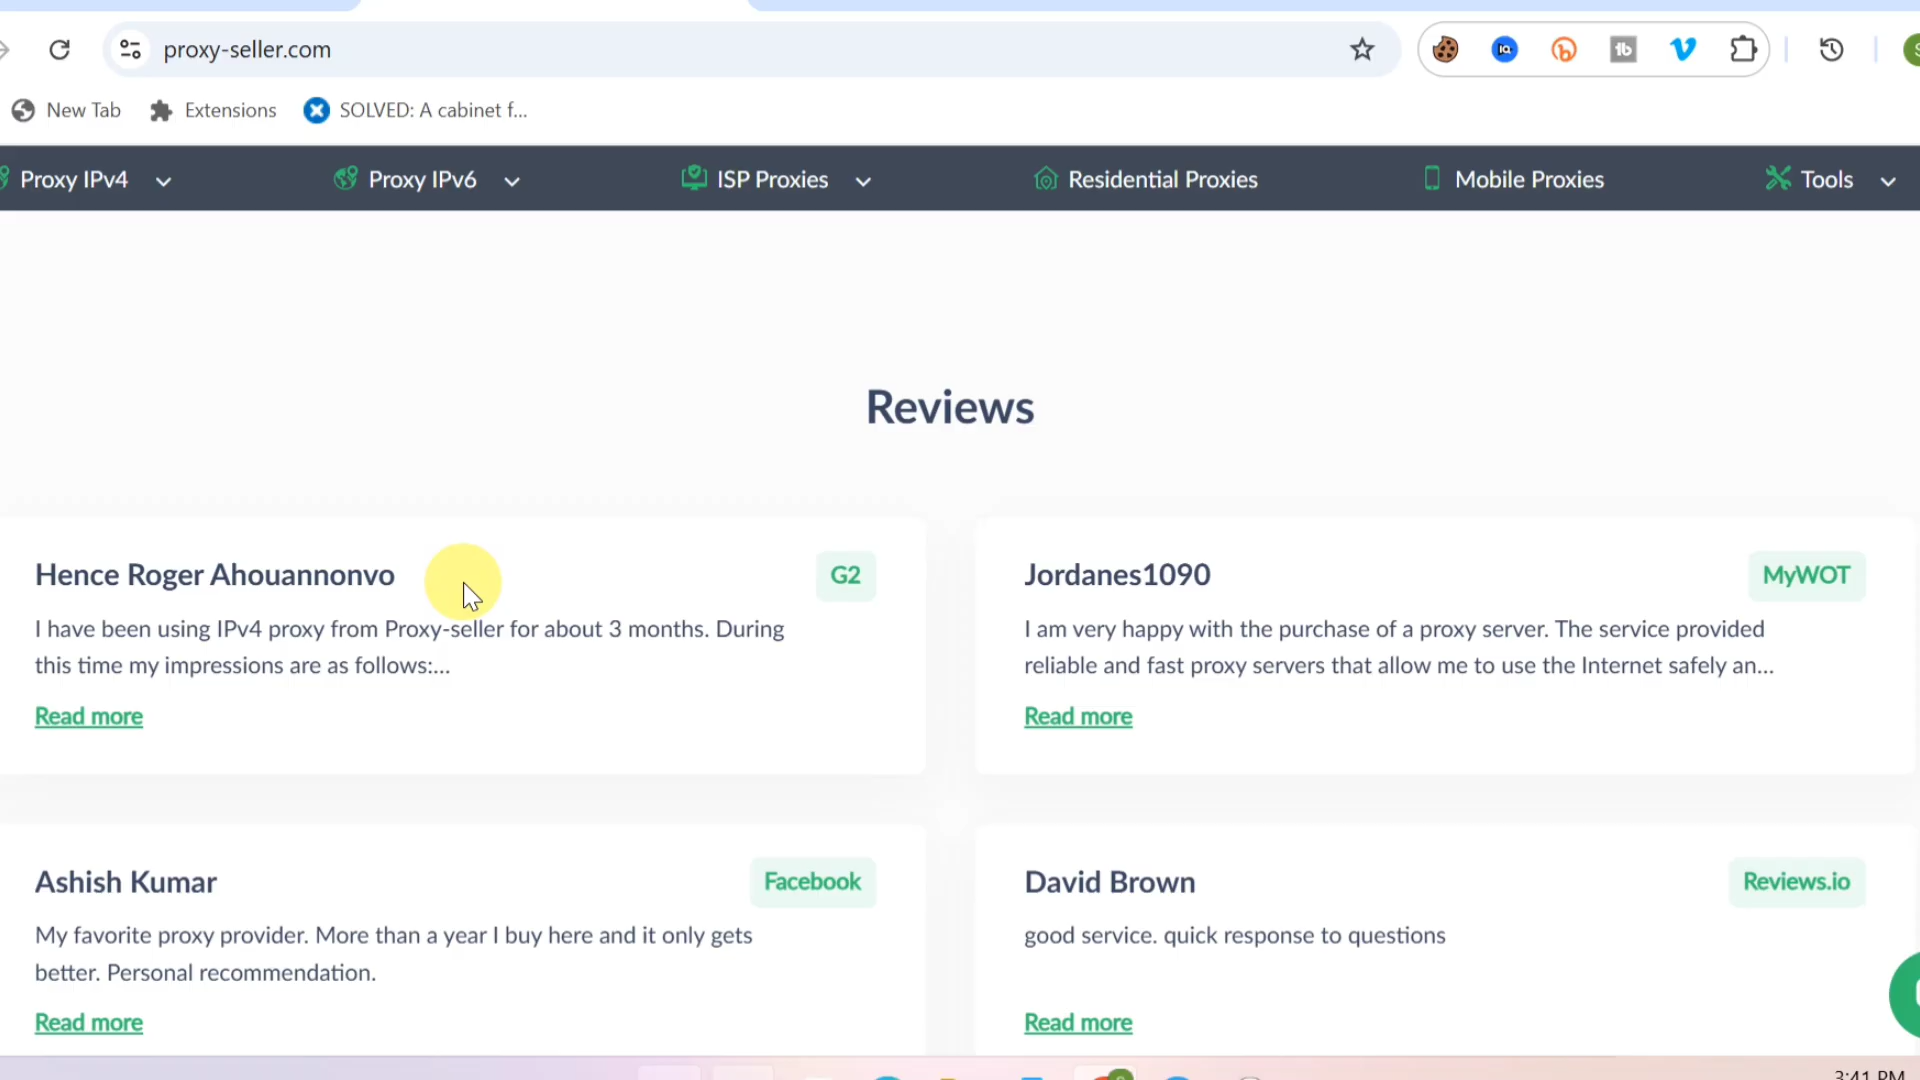 proxy-seller.com
New Tab
Extensions
SOLVED: A cabinet f...
Proxy IPv4
Proxy IPv6
ISP Proxies
Residential Proxies
Mobile Proxies
Tools
Reviews
Hence Roger Ahouannonvo
G2
I have been using IPv4 proxy from Proxy-seller for about 3 months. During
this time my impressions are as follows:...
Read more
Jordanes1090
MyWOT
I am very happy with the purchase of a proxy server. The service provided
reliable and fast proxy servers that allow me to use the Internet safely an...
Read more
Ashish Kumar
Facebook
My favorite proxy provider. More than a year I buy here and it only gets
better. Personal recommendation.
Read more
David Brown
Reviews.io
good service. quick response to questions
Read more
3:41 PM